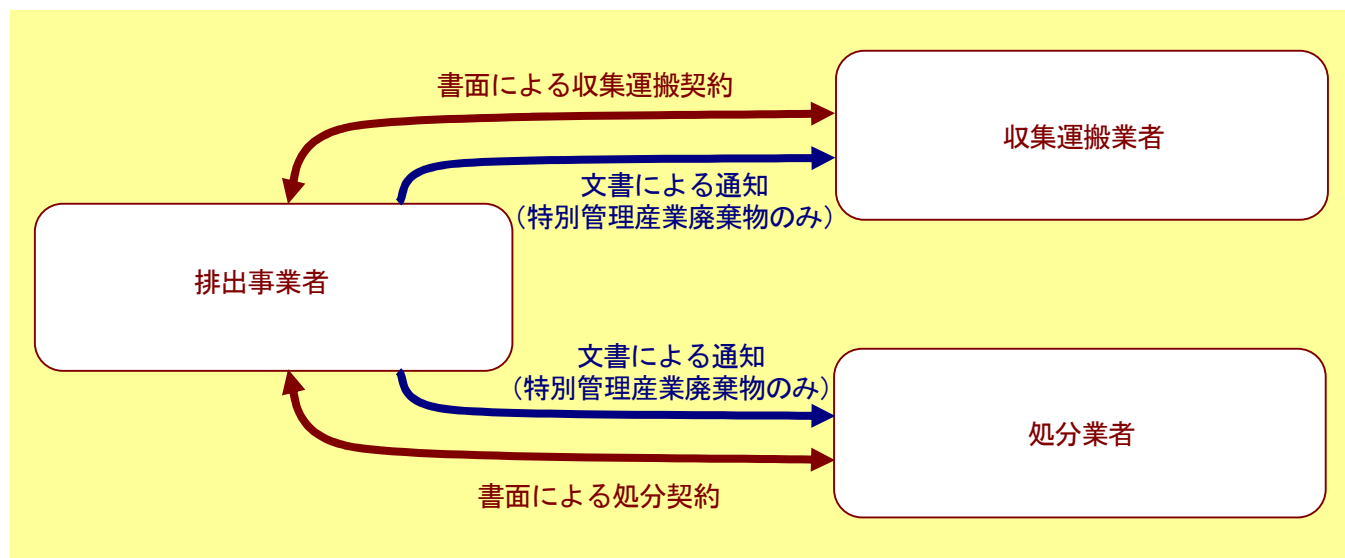 書面による収集運搬契約
収集運搬業者
文書による通知
（特別管理産業廃棄物のみ）
排出事業者
文書による通知
（特別管理産業廃棄物のみ）
処分業者
書面による処分契約